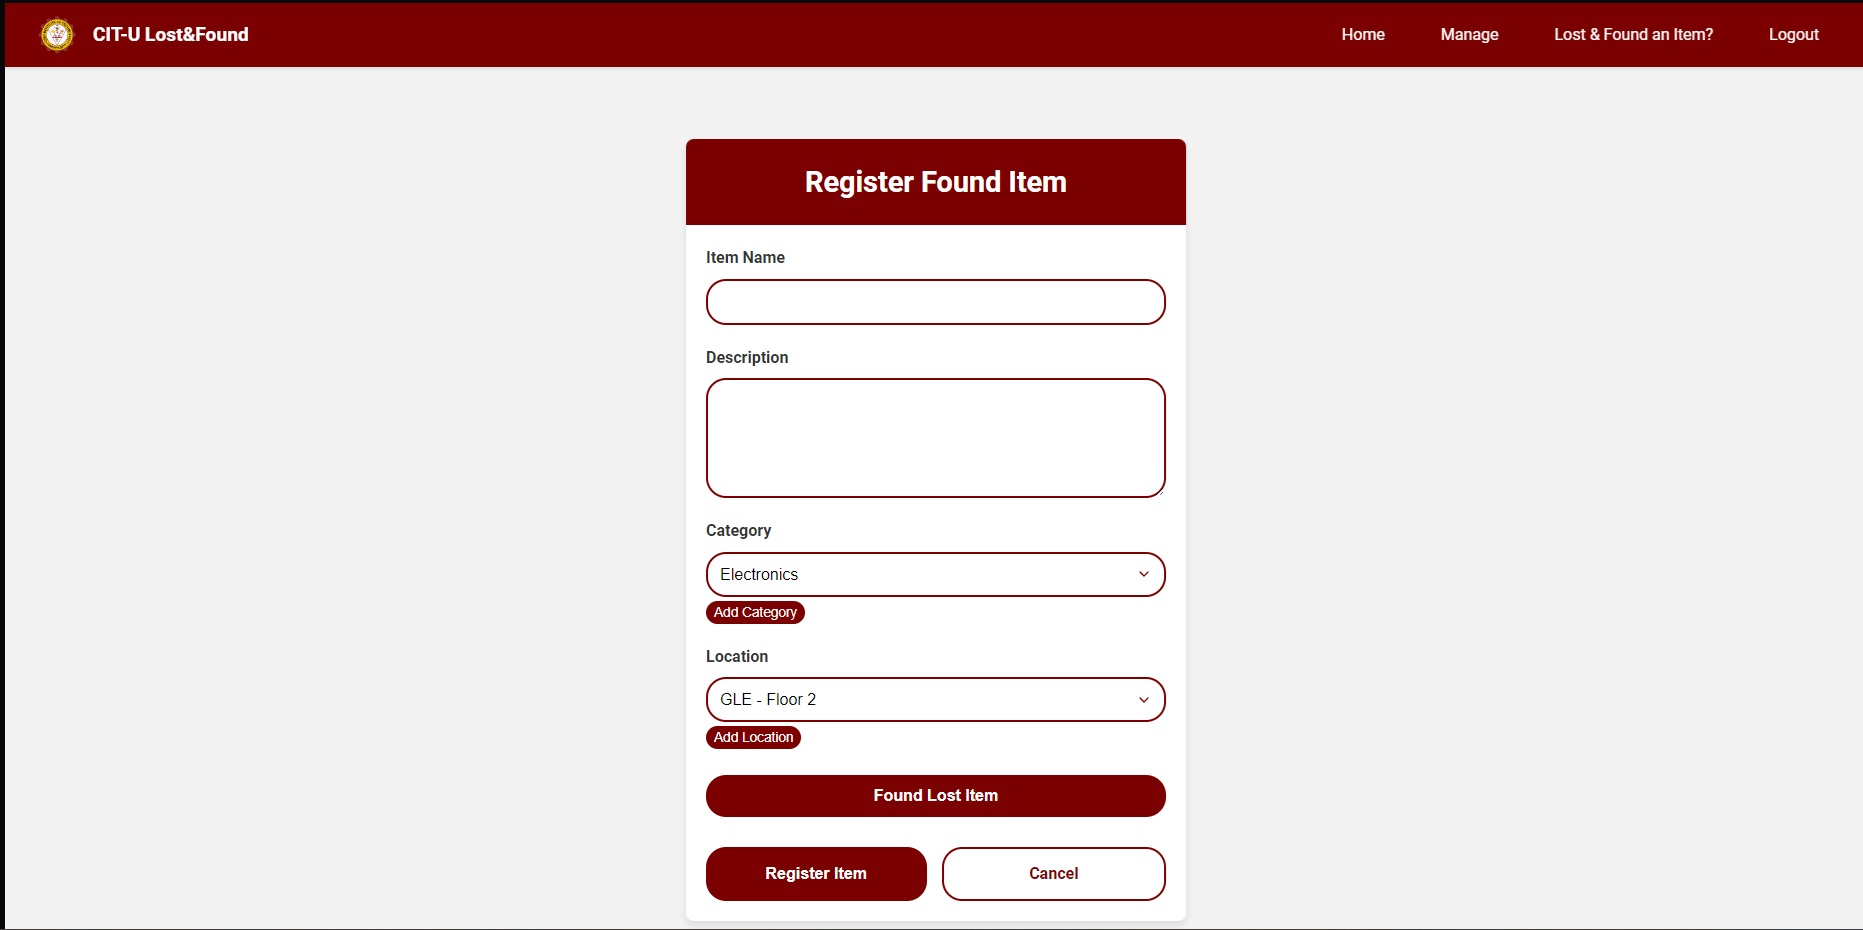 CIT-U Lost&Found
Home
Manage
Lost & Found an Item?
Logout
Register Found Item
Item Name
Description
Category
Electronics
Add Category
Location
GLE - Floor 2
Add Location
Found Lost Item
Register Item
Cancel